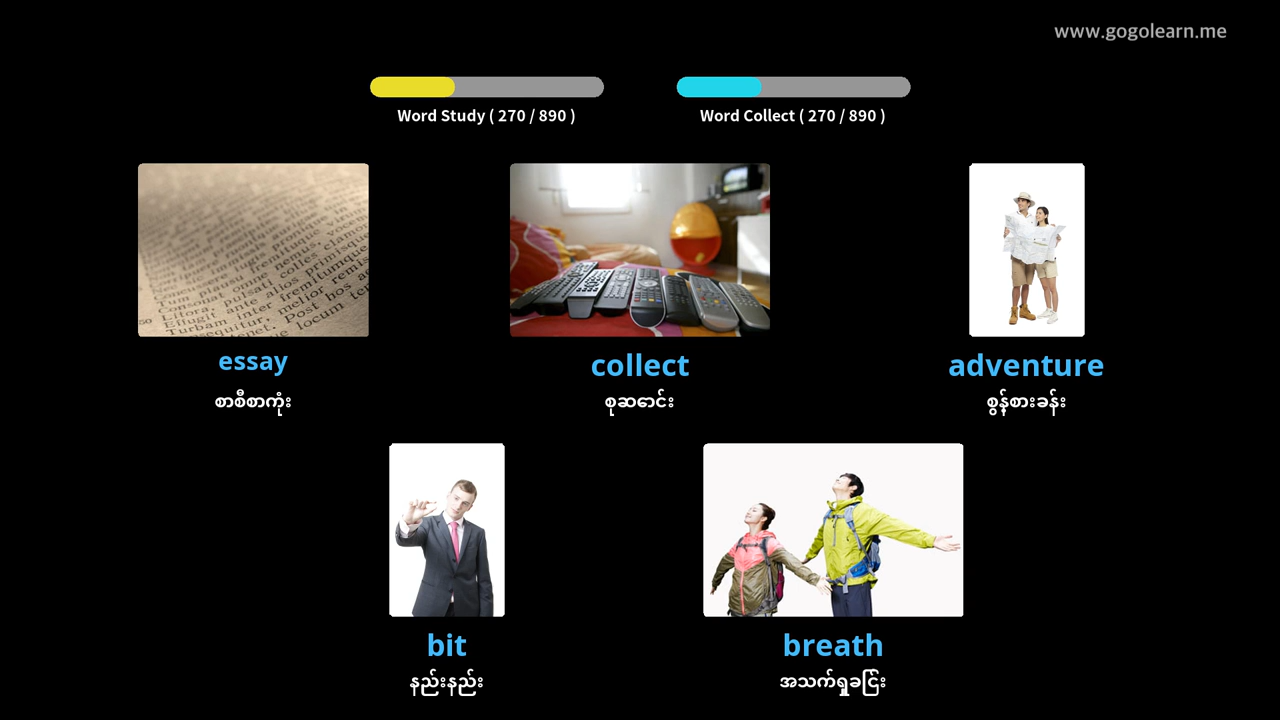 www.gogolearn.me
Word Study ( 270 / 890 )
Word Collect ( 270 / 890 )
essay
collect
adventure
စာစီစာကုံး
စုဆောင်း
စွန့်စားခန်း
bit
breath
နည်းနည်း
အသက်ရှူခြင်း